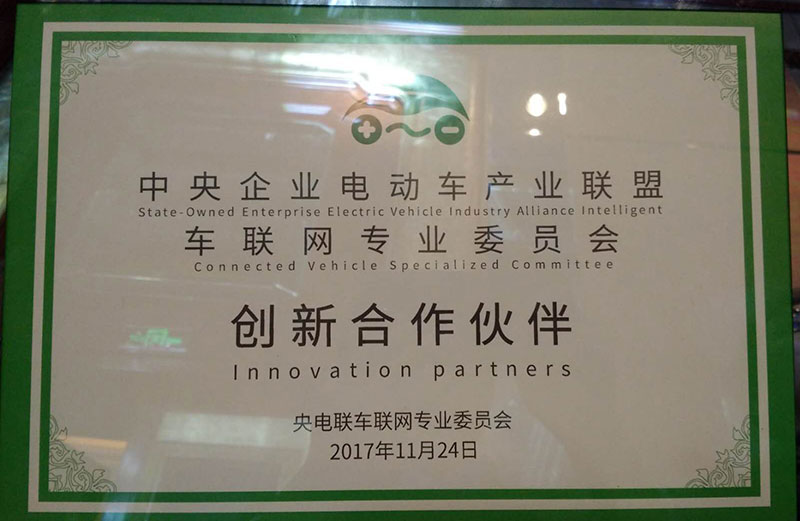 中央企业电动车产业联盟
State-Owned Enterprise Electric Vehicle Industry Alliance Intelligent
车联网专业委员会
Connected Vehicle Specialized Committee
创新合作伙伴
Innovation partners
央电联车联网专业委员会
2017年11月24日